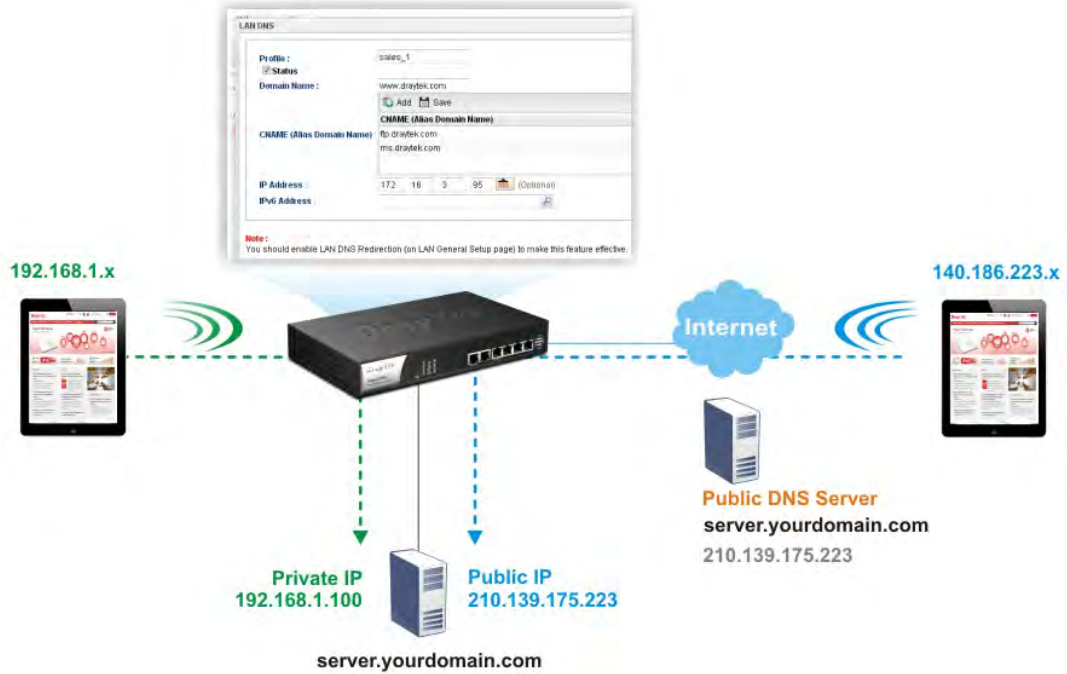 LAN DNS
Profile : sales_1
Status
Domain Name : www.draytek.com
Add Save
CNAME (Alias Domain Name)
CNAME (Alias Domain Name) ftp.draytek.com
ms.draytek.com
IP Address : 172 16 3 95 (Optional)
IPv6 Address :
Note :
You should enable LAN DNS Redirection (on LAN General Setup page) to make this feature effective.
192.168.1.x
140.186.223.x
Internet
Public DNS Server
server.yourdomain.com
210.139.175.223
Private IP
192.168.1.100
Public IP
210.139.175.223
server.yourdomain.com